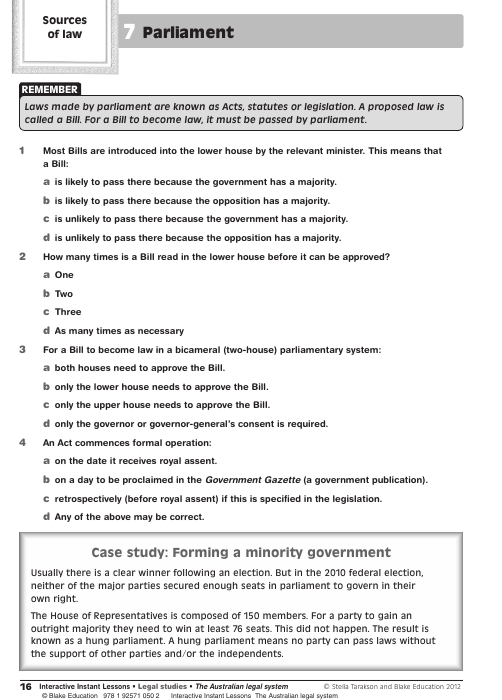 Sources
of law
7 Parliament
REMEMBER
Laws made by parliament are known as Acts, statutes or legislation. A proposed law is
called a Bill. For a Bill to become law, it must be passed by parliament.
1 Most Bills are introduced into the lower house by the relevant minister. This means that
a Bill:
a is likely to pass there because the government has a majority.
b is likely to pass there because the opposition has a majority.
c is unlikely to pass there because the government has a majority.
d is unlikely to pass there because the opposition has a majority.
2 How many times is a Bill read in the lower house before it can be approved?
a One
b Two
c Three
d As many times as necessary
3 For a Bill to become law in a bicameral (two-house) parliamentary system:
a both houses need to approve the Bill.
b only the lower house needs to approve the Bill.
c only the upper house needs to approve the Bill.
d only the governor or governor-general's consent is required.
4 An Act commences formal operation:
a on the date it receives royal assent.
b on a day to be proclaimed in the Government Gazette (a government publication).
c retrospectively (before royal assent) if this is specified in the legislation.
d Any of the above may be correct.
Case study: Forming a minority government
Usually there is a clear winner following an election. But in the 2010 federal election,
neither of the major parties secured enough seats in parliament to govern in their
own right.
The House of Representatives is composed of 150 members. For a party to gain an
outright majority they need to win at least 76 seats. This did not happen. The result is
known as a hung parliament. A hung parliament means no party can pass laws without
the support of other parties and/or the independents.
16 Interactive Instant Lessons • Legal studies • The Australian legal system © Stella Tarakson and Blake Education 2012
© Blake Education 978 1 92571 050 2 Interactive Instant Lessons The Australian legal system